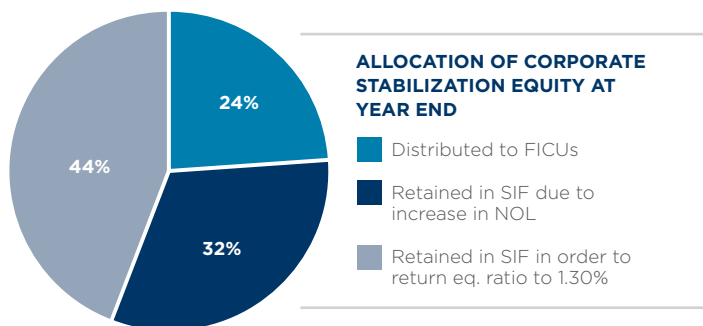 ALLOCATION OF CORPORATE
STABILIZATION EQUITY AT
YEAR END
24%
Distributed to FICUs
44%
Retained in SIF due to
increase in NOL
32%
Retained in SIF in order to
return eq. ratio to 1.30%